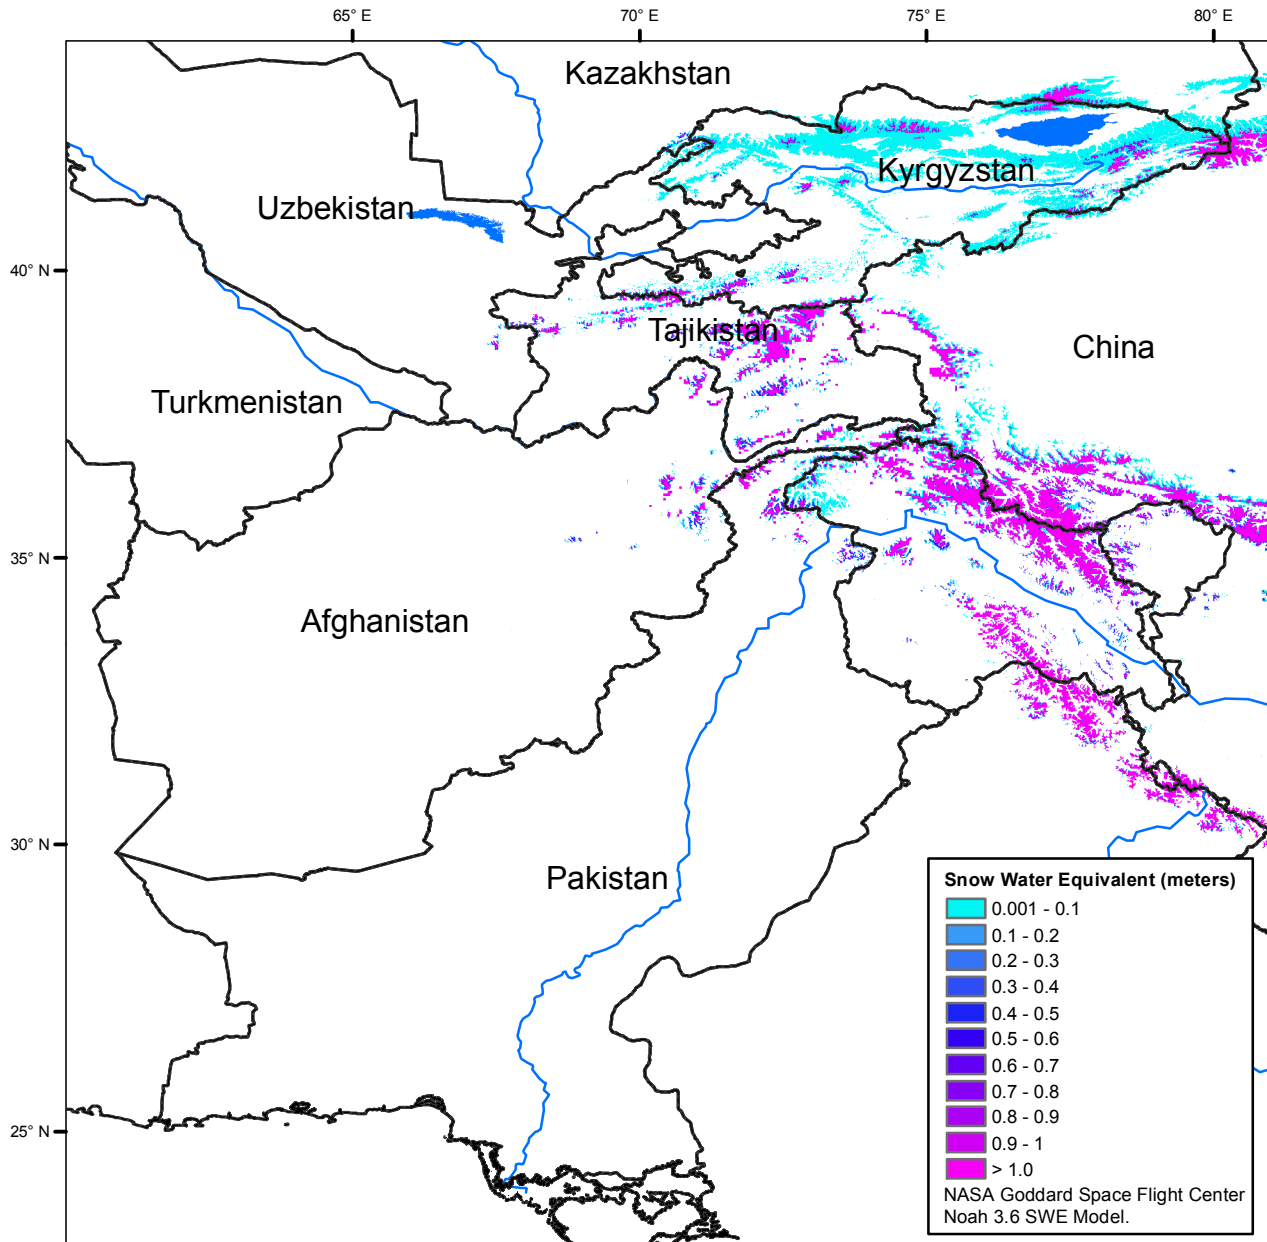 65° E
70° E
75° E
80° E
Kazakhstan
Kyrgyzstan
Uzbekistan
40° N
Tajikistan
China
Turkmenistan
35° N
Afghanistan
30° N
Pakistan
25° N
Snow Water Equivalent (meters)
0.001 - 0.1
0.1 - 0.2
0.2 - 0.3
0.3 - 0.4
0.4 - 0.5
0.5 - 0.6
0.6 - 0.7
0.7 - 0.8
0.8 - 0.9
0.9 - 1
> 1.0
NASA Goddard Space Flight Center
Noah 3.6 SWE Model.